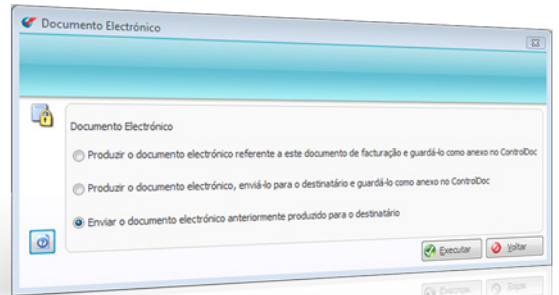 Documento Electrónico
Documento Electrónico
Produzir o documento electrónico referente a este documento de facturação e guardá-lo como anexo no ControlDoc
Produzir o documento electrónico, enviá-lo para o destinatário e guardá-lo como anexo no ControlDoc
Enviar o documento electrónico anteriormente produzido para o destinatário
Executar
Voltar